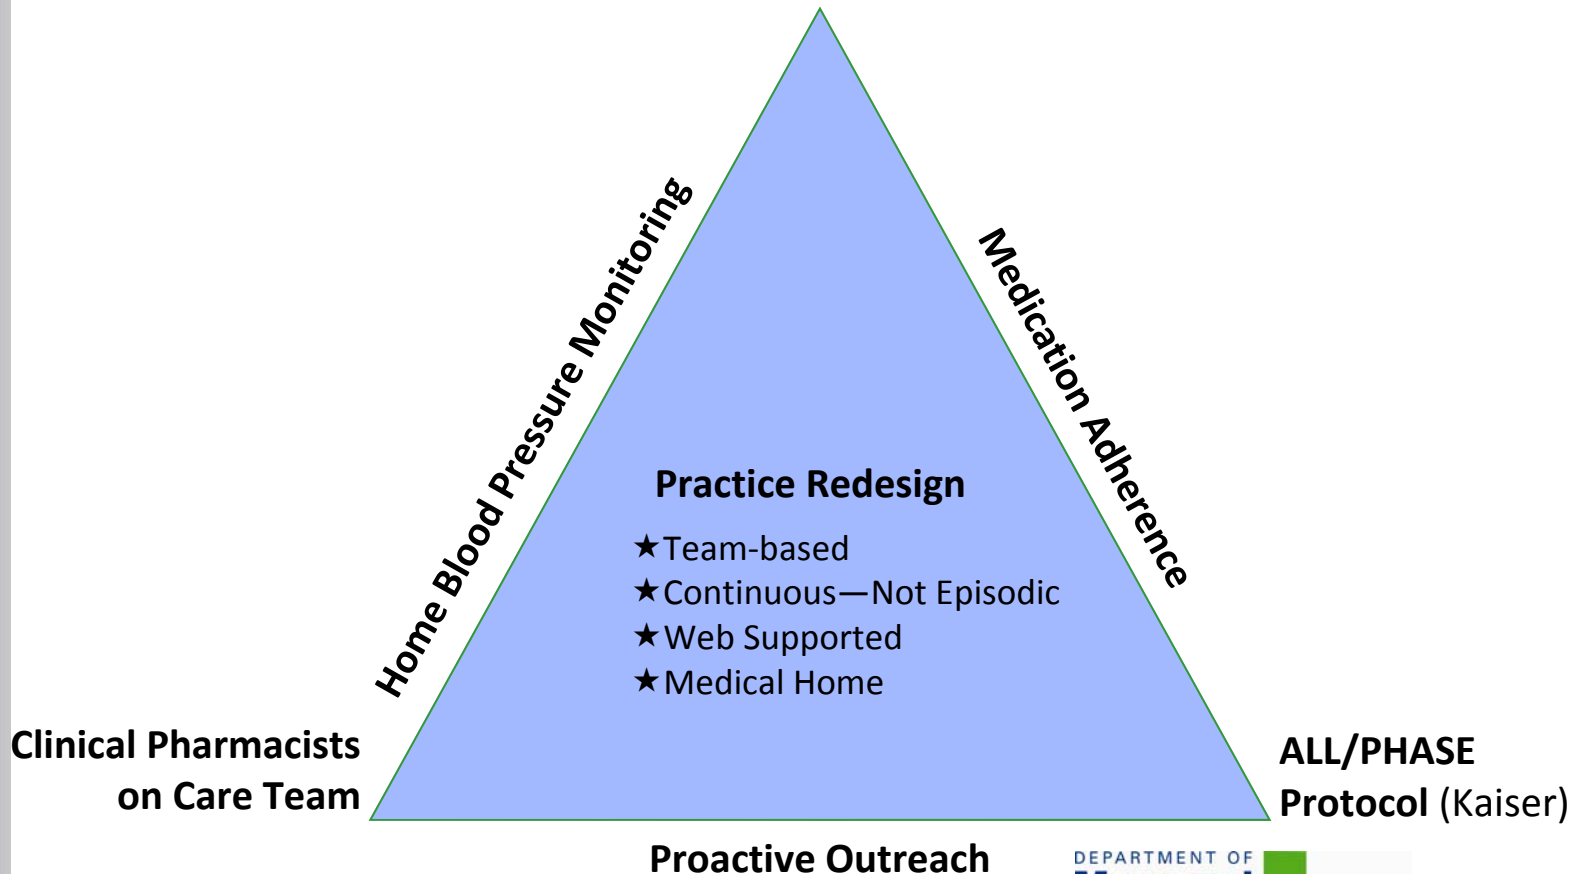 Home Blood Pressure Monitoring
Medication Adherence
Practice Redesign
★Team-based
★Continuous—Not Episodic
★Web Supported
★Medical Home
Clinical Pharmacists
on Care Team
ALL/PHASE
Protocol (Kaiser)
Proactive Outreach
DEPARTMENT OF